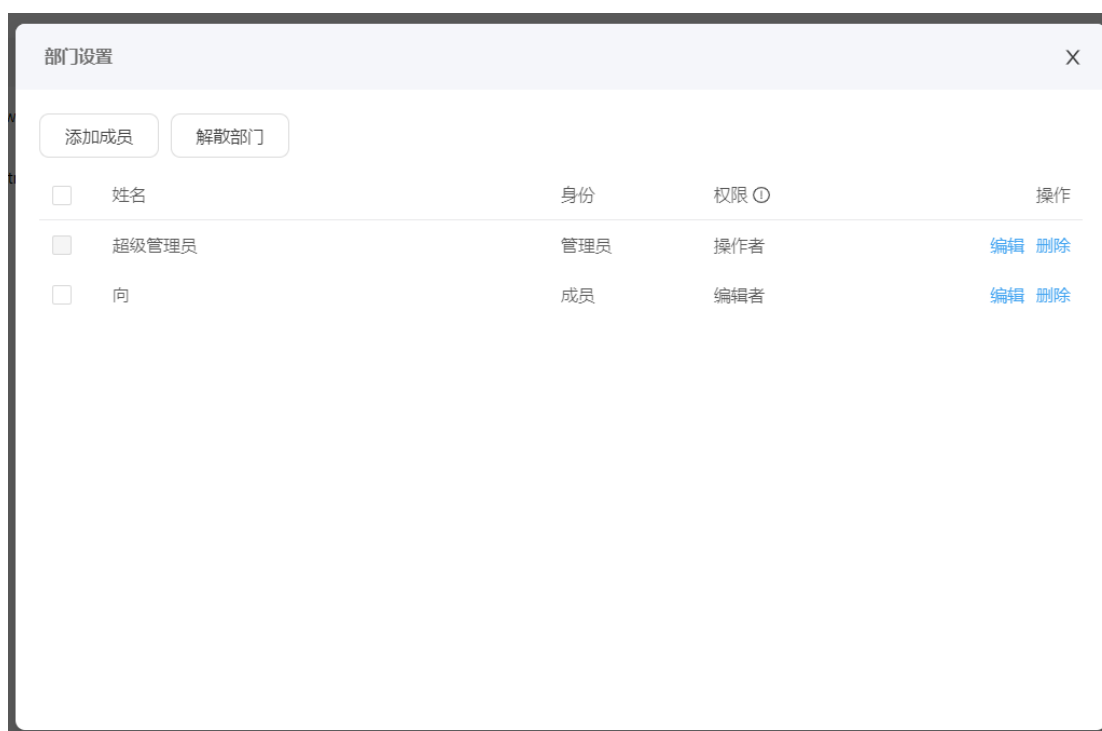 部门设置 X
添加成员 解散部门
姓名 身份 权限 操作
超级管理员 管理员 操作者 编辑 删除
向 成员 编辑者 编辑 删除